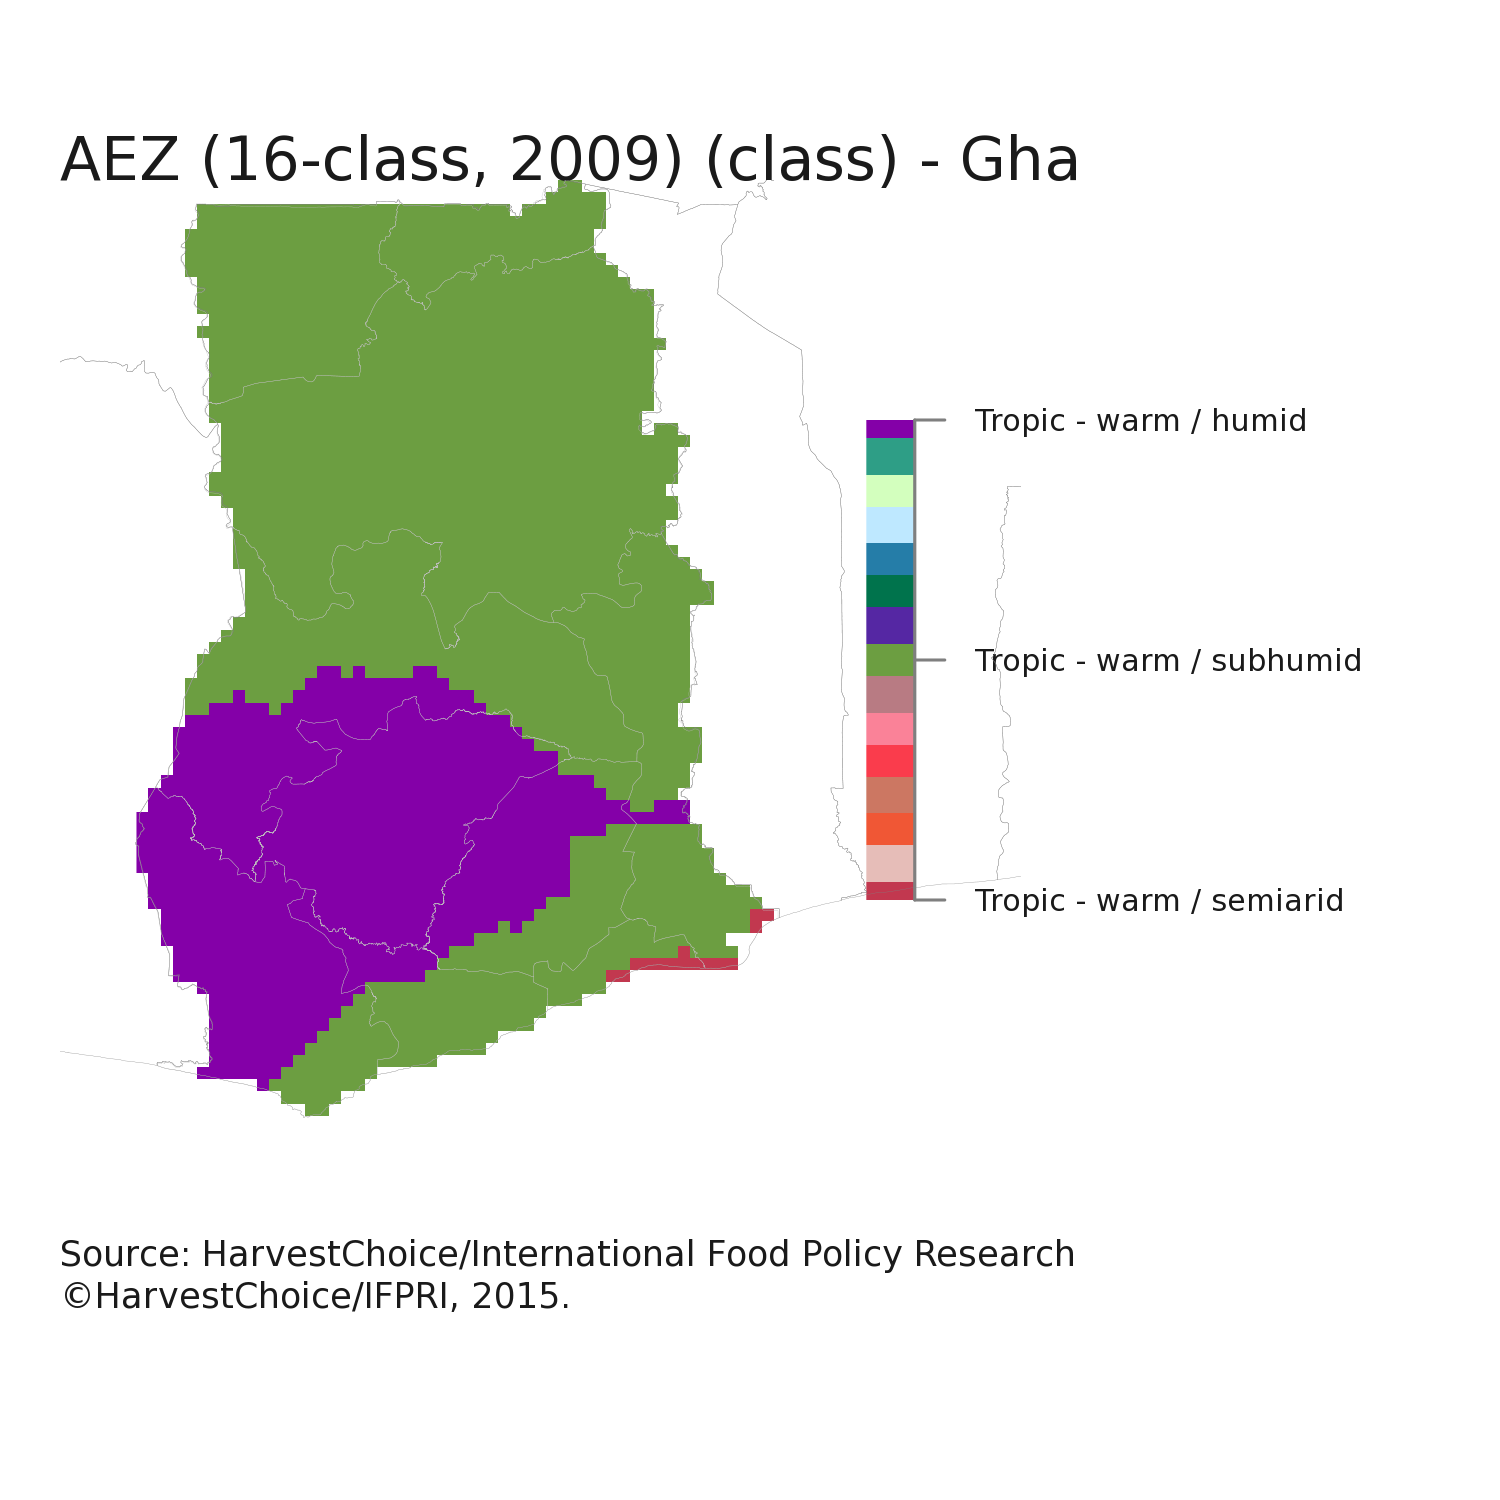 AEZ (16-class, 2009) (class) - Gha
Tropic - warm / humid
Tropic - warm / subhumid
Tropic - warm / semiarid
Source: HarvestChoice/International Food Policy Research
©HarvestChoice/IFPRI, 2015.